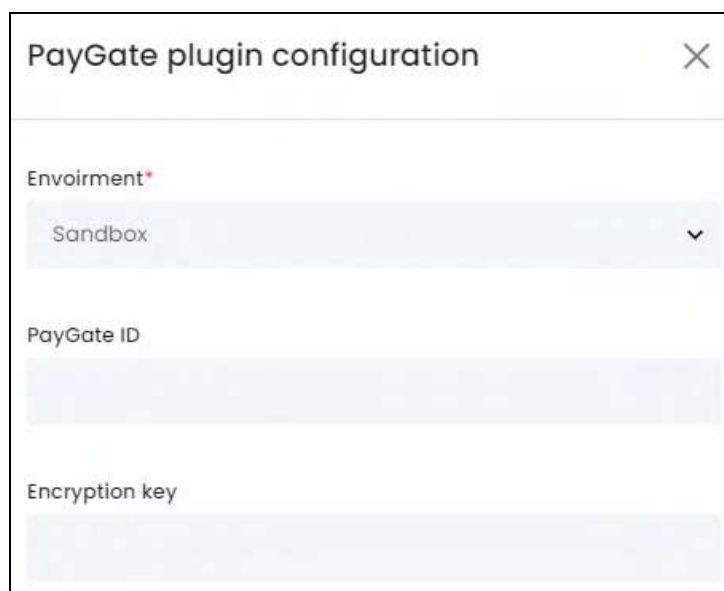 PayGate plugin configuration
Envoirment*
Sandbox
PayGate ID
Encryption key